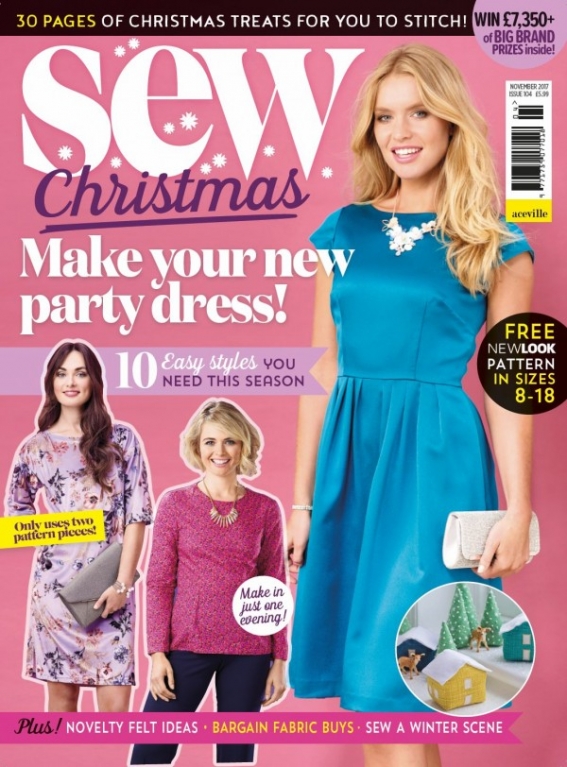 30 PAGES OF CHRISTMAS TREATS FOR YOU TO STITCH!
WIN £7,350+
of BIG BRAND
PRIZES inside!
sew
Christmas
NOVEMBER 2017
ISSUE 104 £5.99
04>
aceville
Make your new
party dress!
10 Easy styles YOU
NEED THIS SEASON
FREE
NEWLOOK
PATTERN
IN SIZES
8-18
Only uses two
pattern pieces!
Make in
just one
evening!
Plus! NOVELTY FELT IDEAS • BARGAIN FABRIC BUYS • SEW A WINTER SCENE